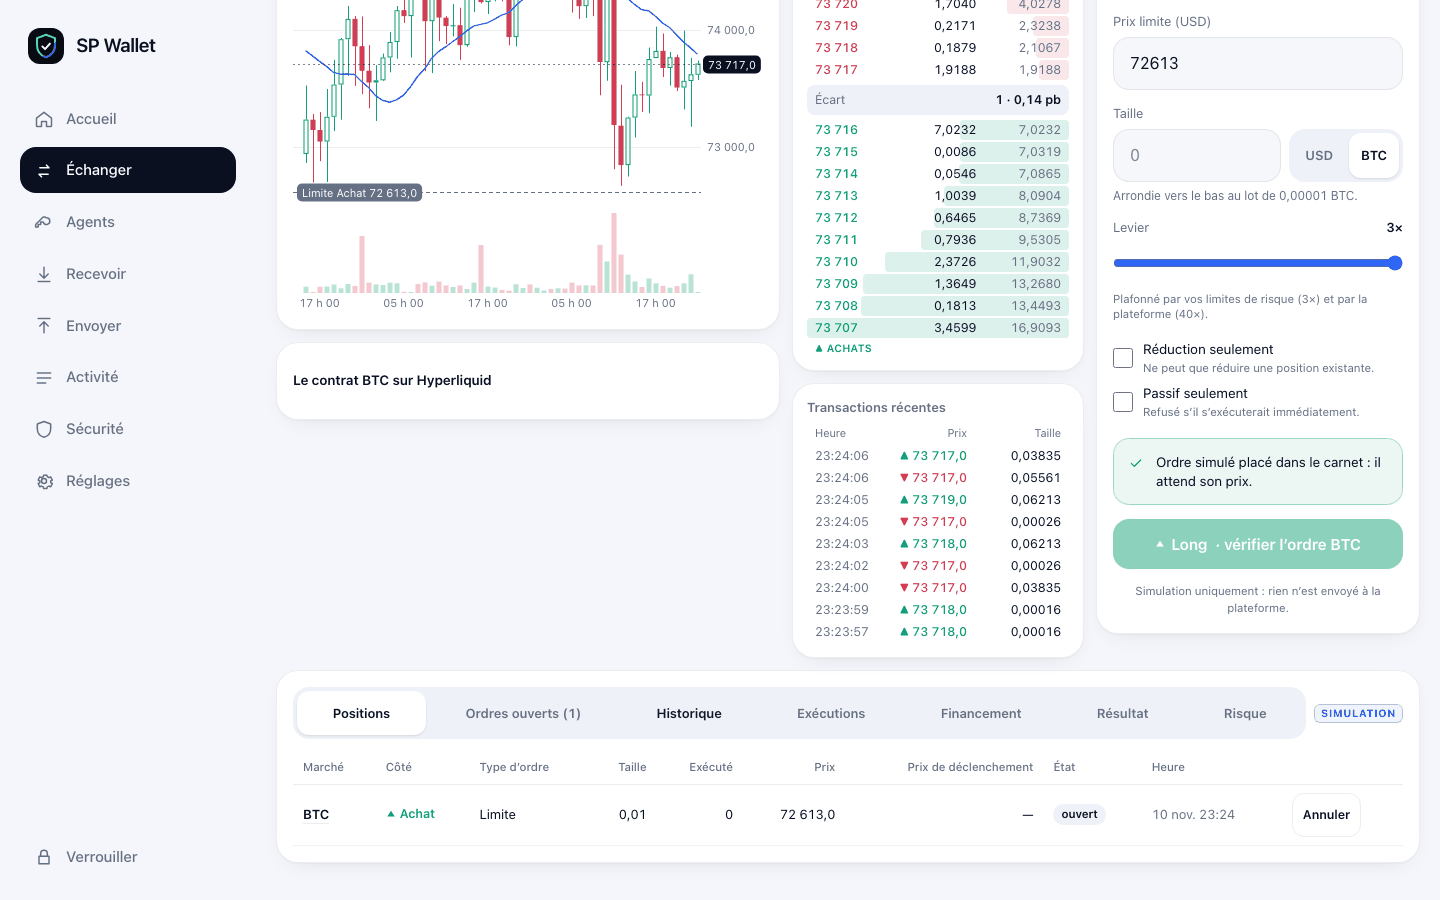 SP Wallet
Accueil
Échanger
Agents
Recevoir
Envoyer
Activité
Sécurité
Réglages
Verrouiller
74 000,0
73 717,0
73 000,0
Limite Achat 72 613,0
17 h 00 05 h 00 17 h 00 05 h 00 17 h 00
Le contrat BTC sur Hyperliquid
73 720 1,7040 4,0278
73 719 0,2171 2,3238
73 718 0,1879 2,1067
73 717 1,9188 1,9188
Écart 1 · 0,14 pb
73 716 7,0232 7,0232
73 715 0,0086 7,0319
73 714 0,0546 7,0865
73 713 1,0039 8,0904
73 712 0,6465 8,7369
73 711 0,7936 9,5305
73 710 2,3726 11,9032
73 709 1,3649 13,2680
73 708 0,1813 13,4493
73 707 3,4599 16,9093
▲ ACHATS
Transactions récentes
Heure Prix Taille
23:24:06 ▲ 73 717,0 0,03835
23:24:06 ▼ 73 717,0 0,05561
23:24:05 ▲ 73 719,0 0,06213
23:24:05 ▼ 73 717,0 0,00026
23:24:03 ▲ 73 718,0 0,06213
23:24:02 ▼ 73 717,0 0,00026
23:24:00 ▼ 73 717,0 0,03835
23:23:59 ▲ 73 718,0 0,00016
23:23:57 ▲ 73 718,0 0,00016
Prix limite (USD)
72613
Taille
0 USD BTC
Arrondie vers le bas au lot de 0,00001 BTC.
Levier 3×
Plafonné par vos limites de risque (3×) et par la
plateforme (40×).
Réduction seulement
Ne peut que réduire une position existante.
Passif seulement
Refusé s’il s’exécuterait immédiatement.
Ordre simulé placé dans le carnet : il
attend son prix.
▲ Long · vérifier l’ordre BTC
Simulation uniquement : rien n’est envoyé à la
plateforme.
Positions Ordres ouverts (1) Historique Exécutions Financement Résultat Risque SIMULATION
Marché Côté Type d’ordre Taille Exécuté Prix Prix de déclenchement État Heure
BTC ▲ Achat Limite 0,01 0 72 613,0 — ouvert 10 nov. 23:24 Annuler